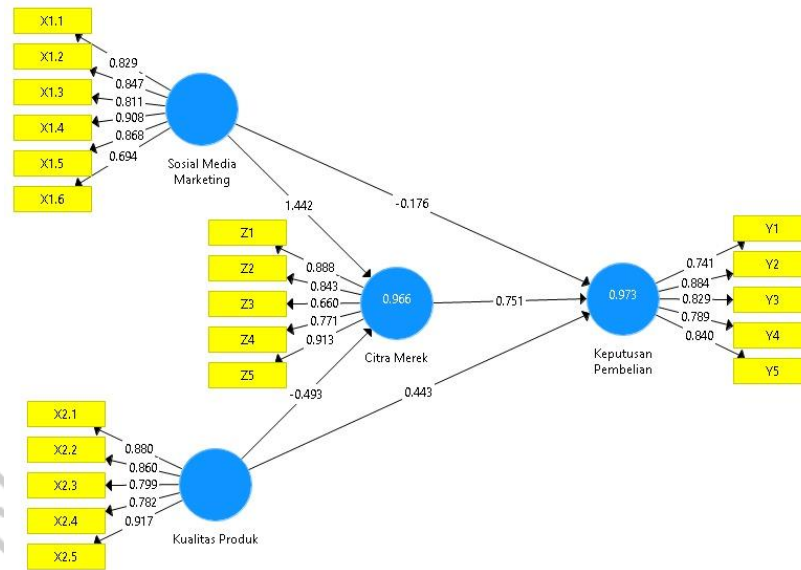 X1.1
X1.2
X1.3
X1.4
X1.5
X1.6
0.829
0.847
0.811
0.908
0.868
0.694
Sosial Media
Marketing
1.442
-0.176
Z1
Z2
Z3
Z4
Z5
0.888
0.843
0.660
0.771
0.913
0.966
Citra Merek
0.751
0.973
Keputusan
Pembelian
0.741
0.884
0.829
0.789
0.840
Y1
Y2
Y3
Y4
Y5
-0.493
0.443
X2.1
X2.2
X2.3
X2.4
X2.5
0.880
0.860
0.799
0.782
0.917
Kualitas Produk